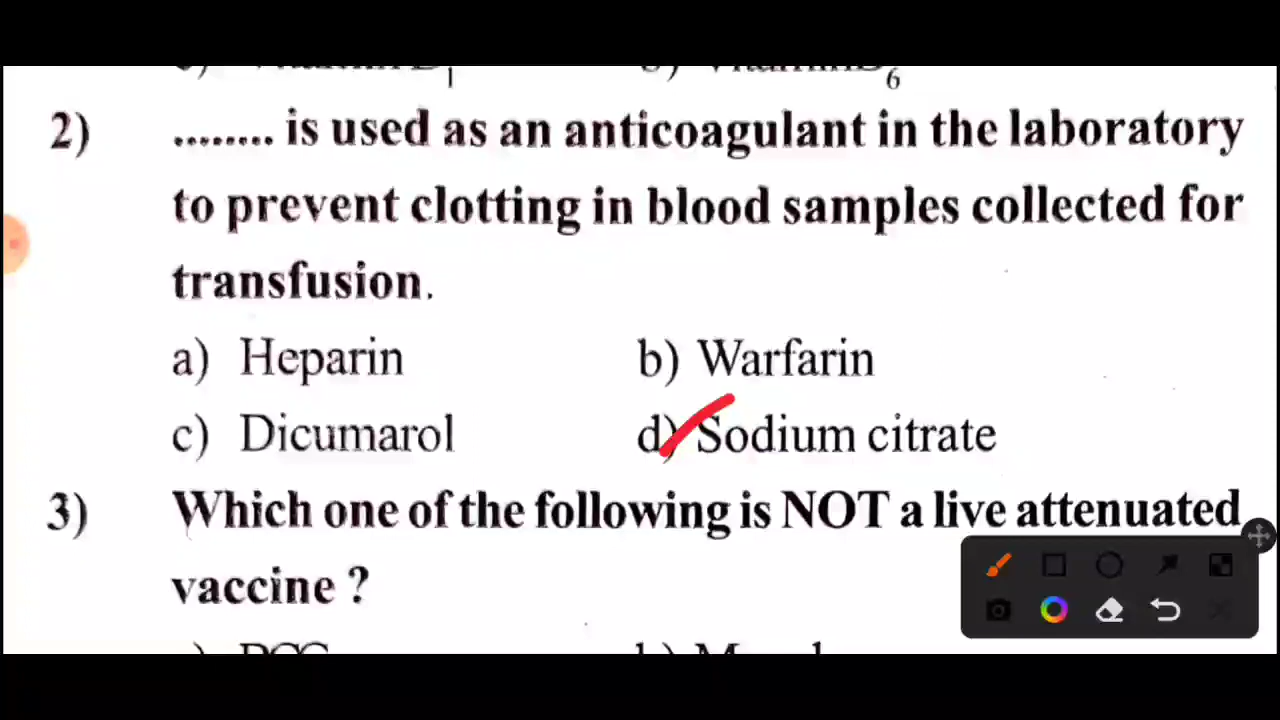 2) ........ is used as an anticoagulant in the laboratory
to prevent clotting in blood samples collected for
transfusion.
a) Heparin b) Warfarin
c) Dicumarol d) Sodium citrate
3) Which one of the following is NOT a live attenuated
vaccine ?